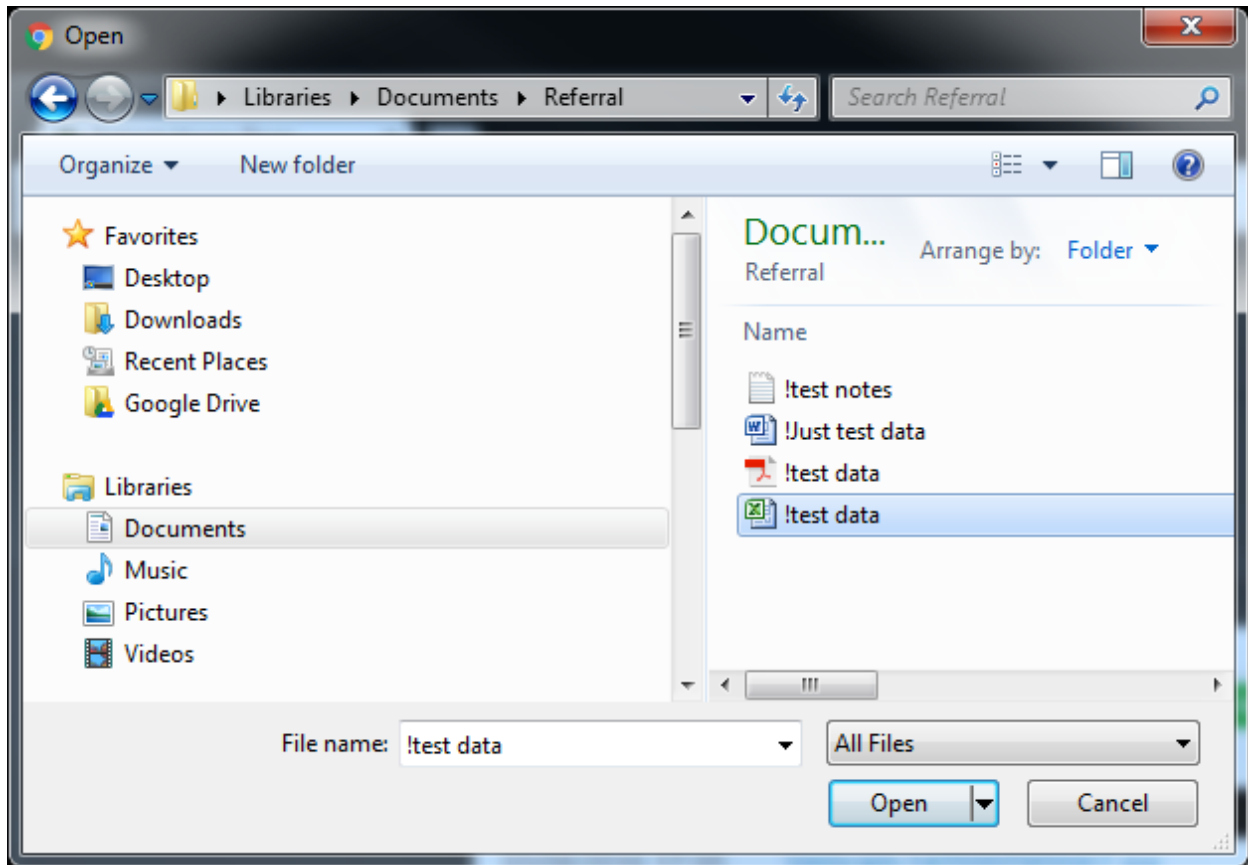 Open
Libraries Documents Referral
Search Referral
Organize
New folder
Favorites
Desktop
Downloads
Recent Places
Google Drive
Libraries
Documents
Music
Pictures
Videos
Docum...
Referral
Arrange by: Folder
Name
!test notes
!Just test data
!test data
!test data
File name: !test data
All Files
Open
Cancel